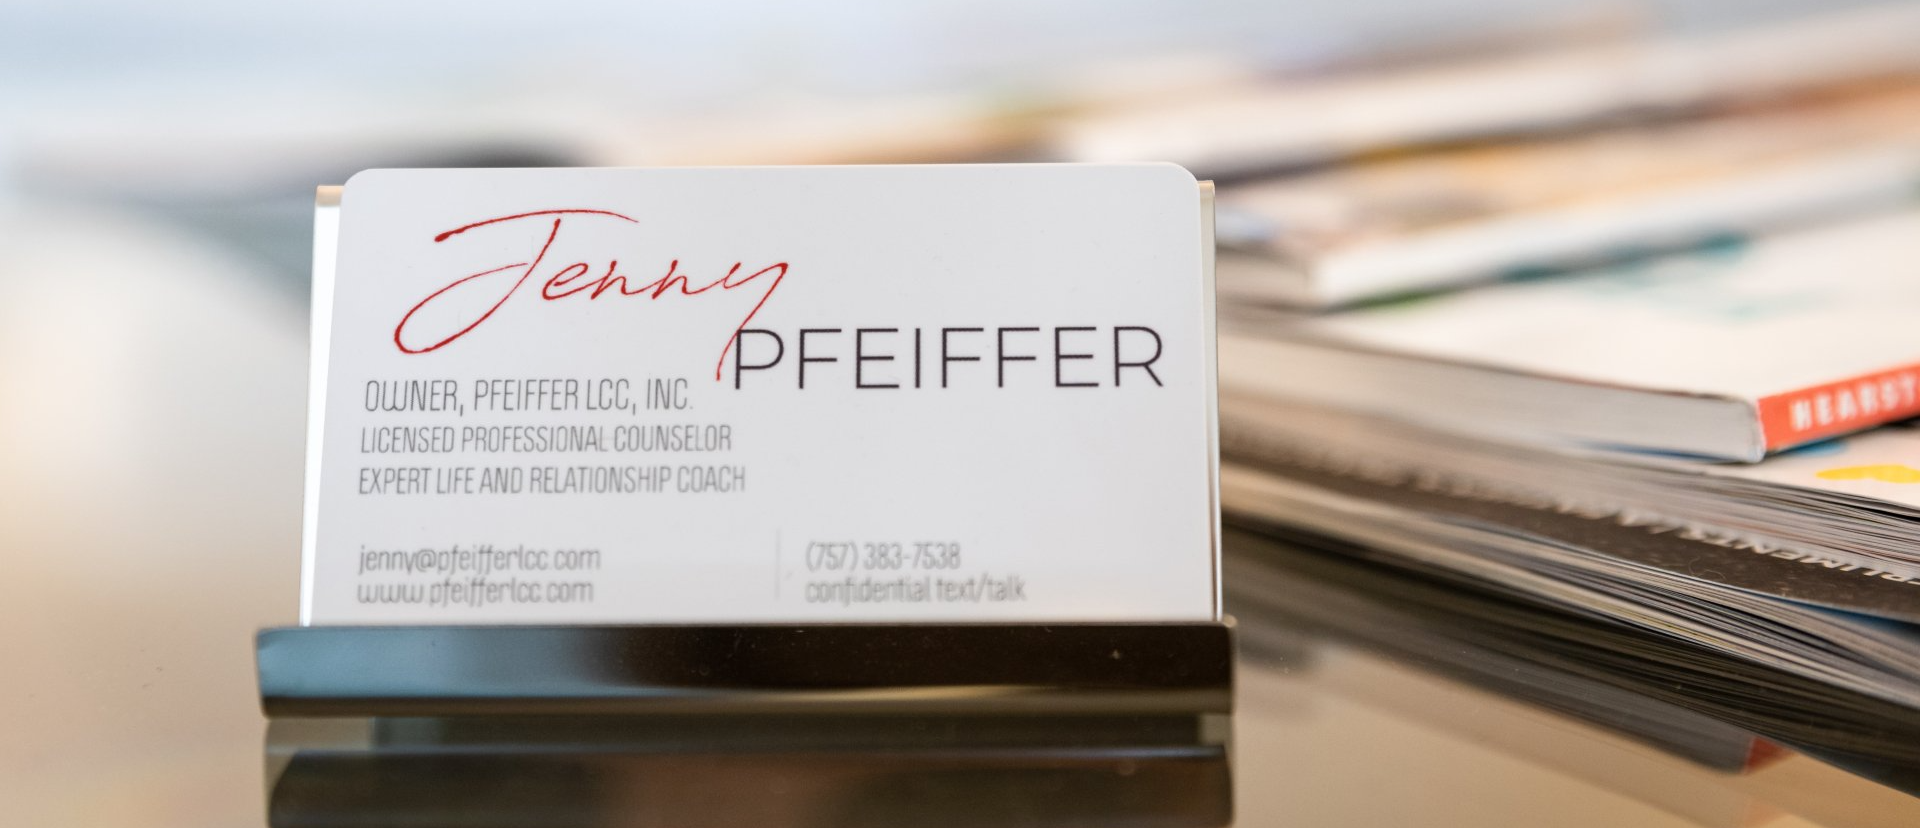 Jenny
PFEIFFER
OWNER, PFEIFFER LCC, INC.
LICENSED PROFESSIONAL COUNSELOR
EXPERT LIFE AND RELATIONSHIP COACH
jenny@pfeifferlcc.com
www.pfeifferlcc.com
(757) 383-7538
confidential text/talk
HEARST